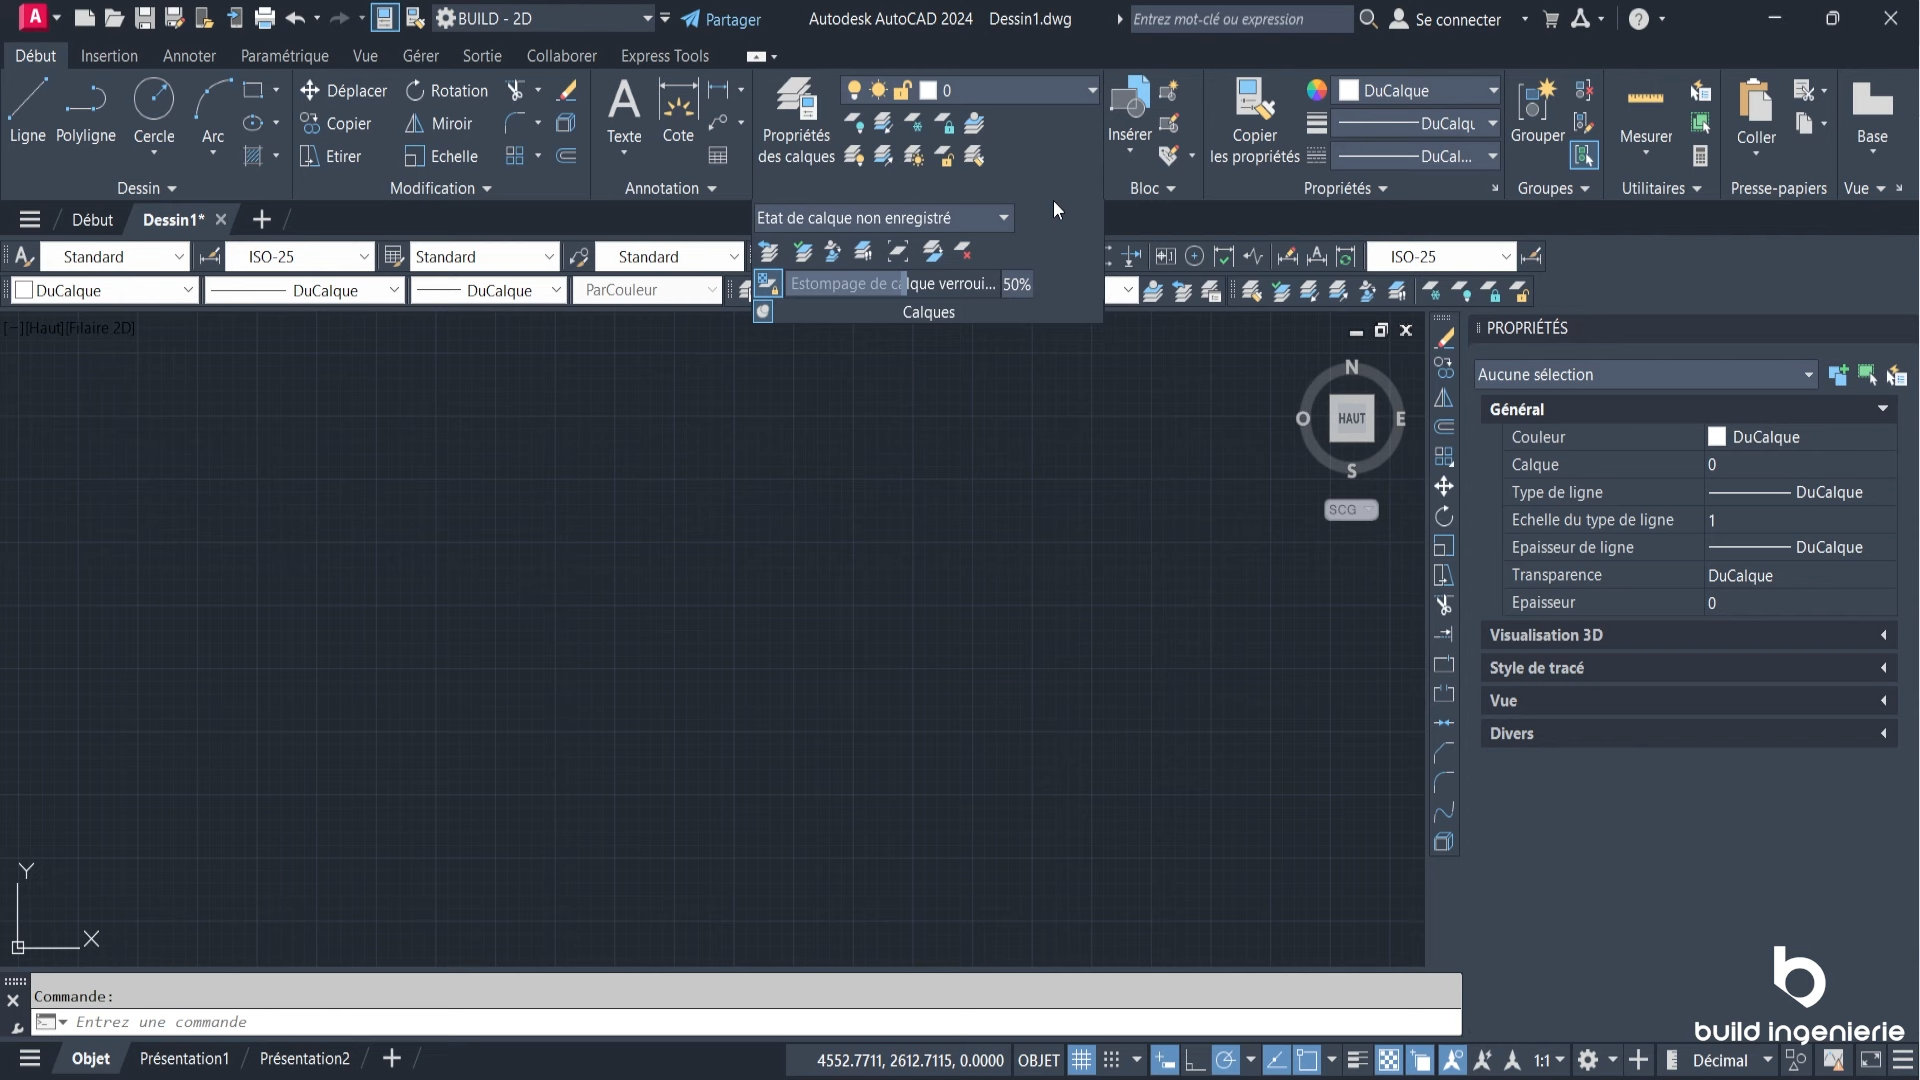 BUILD - 2D
Partager
Autodesk AutoCAD 2024 Dessin1.dwg
Entrez mot-clé ou expression
Se connecter
Début Insertion Annoter Paramétrique Vue Gérer Sortie Collaborer Express Tools
Ligne Polyligne Cercle Arc
Dessin
Déplacer Rotation
Copier Miroir
Etirer Echelle
Modification
Texte Cote
Annotation
Propriétés
des calques
0
Insérer
Bloc
Copier
les propriétés
DuCalque
DuCalqu
DuCal...
Propriétés
Grouper
Groupes
Mesurer
Utilitaires
Coller
Presse-papiers
Base
Vue
Début Dessin1*
Etat de calque non enregistré
Estompage de calque verroui... 50%
Calques
Standard ISO-25 Standard Standard ISO-25
DuCalque DuCalque DuCalque ParCouleur
[−][Haut][Filaire 2D]
N
O HAUT E
S
SCG
PROPRIÉTÉS
Aucune sélection
Général
Couleur DuCalque
Calque 0
Type de ligne DuCalque
Echelle du type de ligne 1
Epaisseur de ligne DuCalque
Transparence DuCalque
Epaisseur 0
Visualisation 3D
Style de tracé
Vue
Divers
Y
X
Commande:
Entrez une commande
build ingenierie
Objet Présentation1 Présentation2
4552.7711, 2612.7115, 0.0000 OBJET 1:1 Décimal